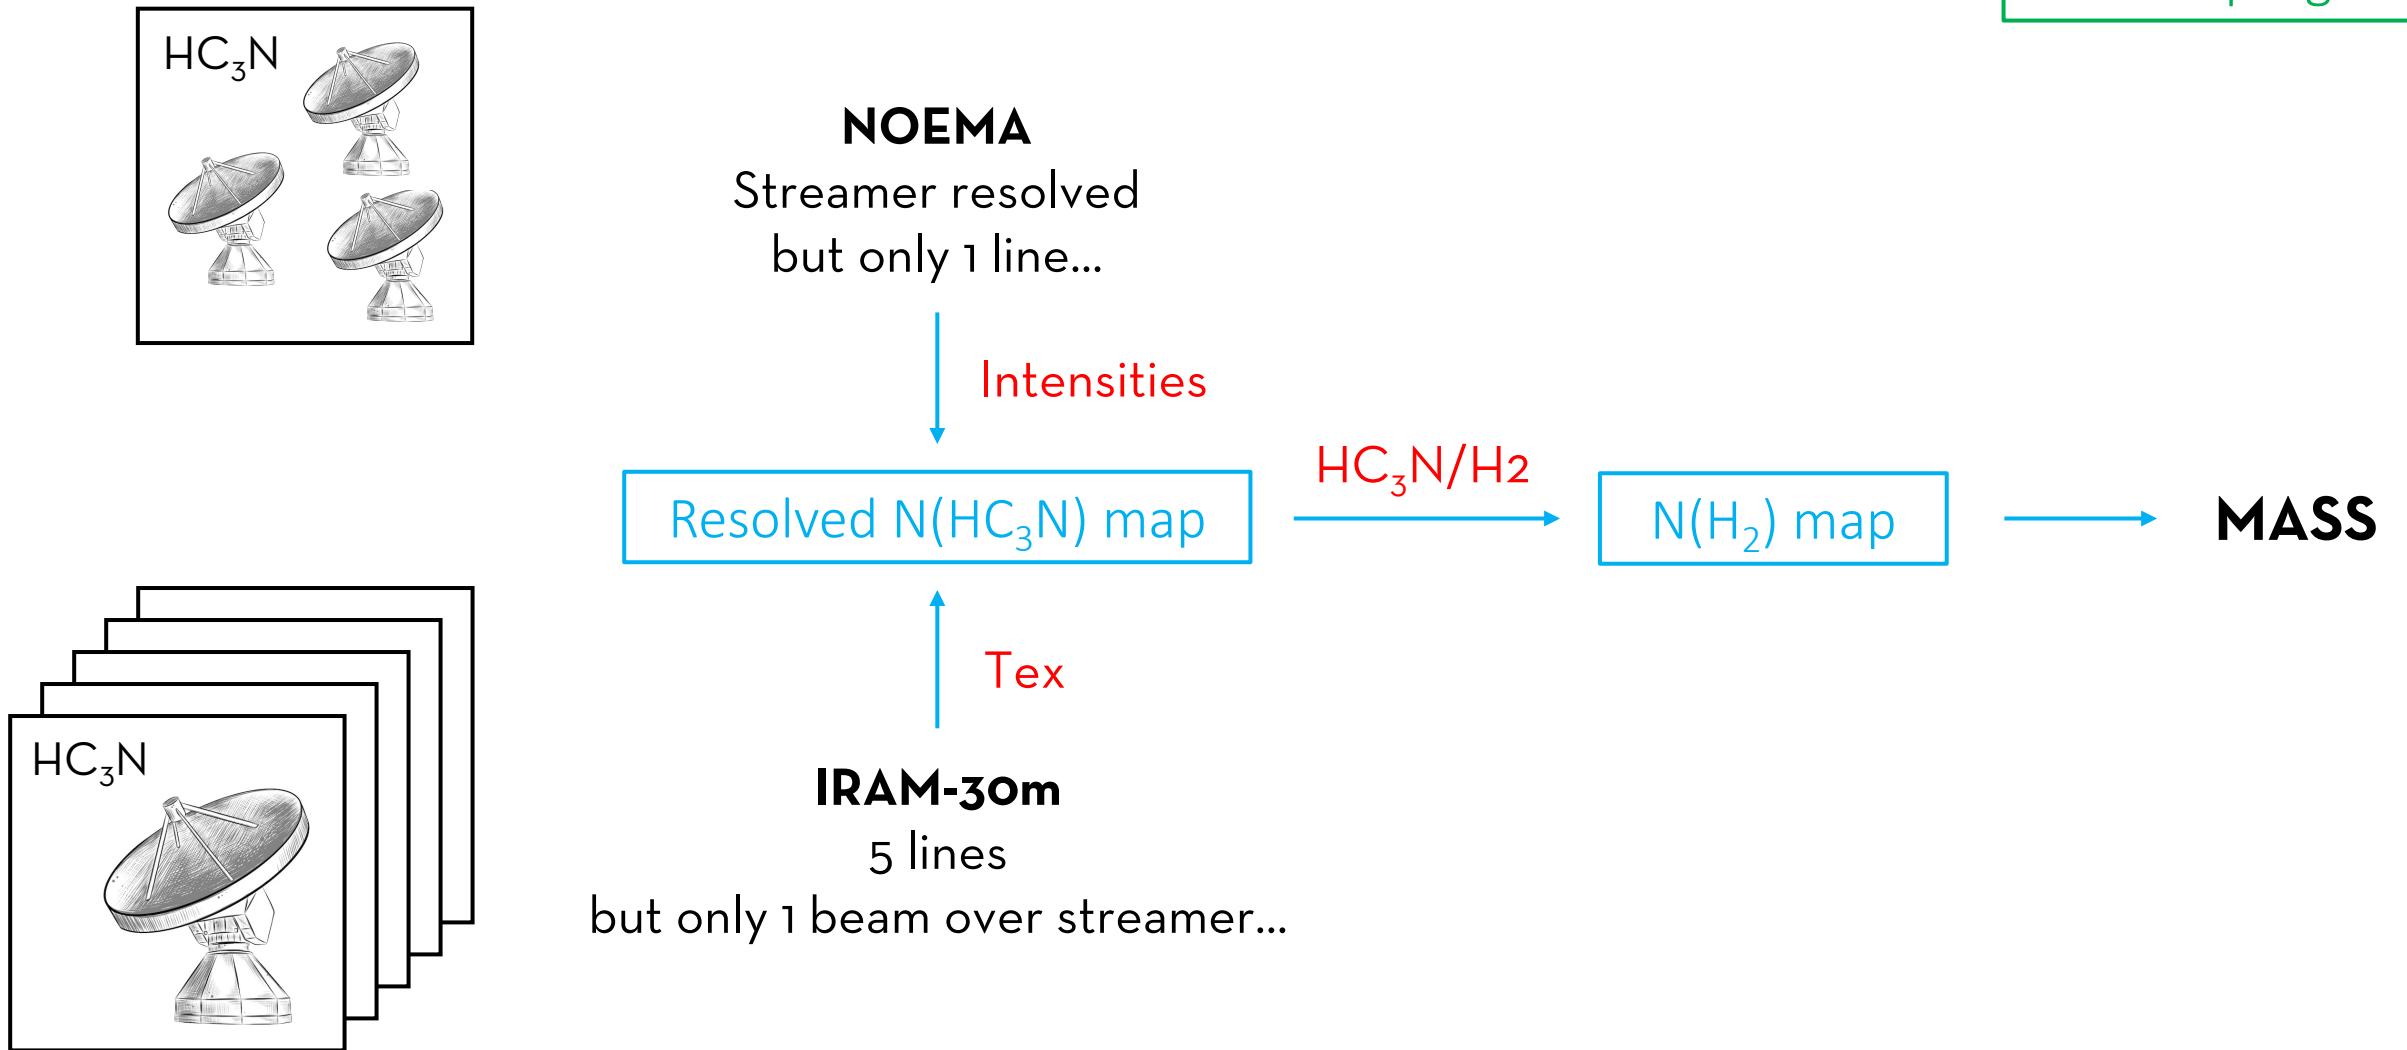 HC₃N
NOEMA
Streamer resolved
but only 1 line...
Intensities
HC₃N/H2
Resolved N(HC₃N) map
N(H₂) map
MASS
Tex
HC₃N
IRAM-30m
5 lines
but only 1 beam over streamer...